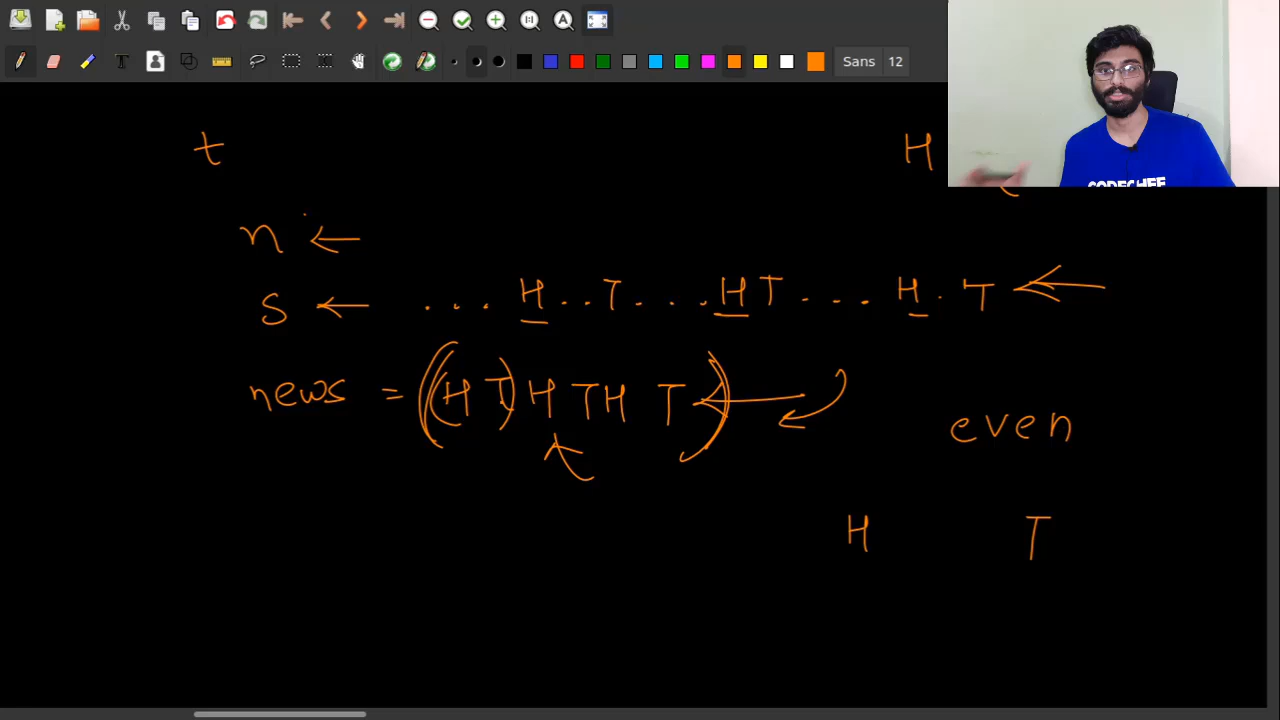 Sans 12
t H
n ←
s ← . . . H . . T . . . . H T . . . H . T ←
news = ((H T) H T H T) ←
even
H T
CODECHEF